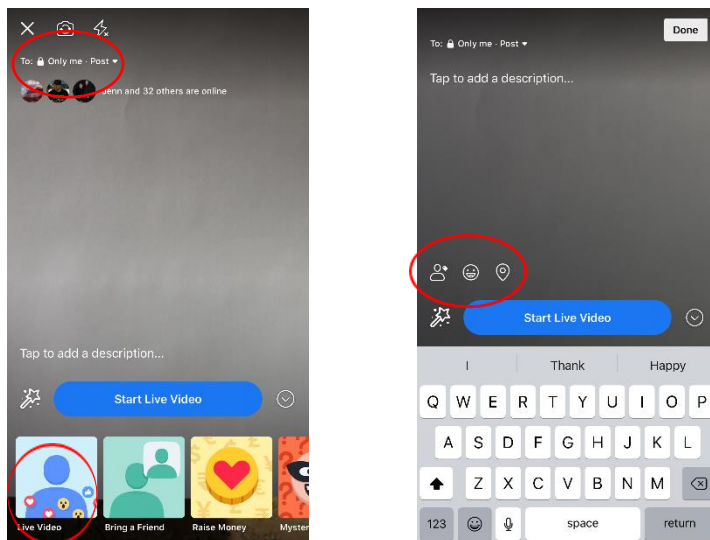 To: Only me · Post
Jenn and 32 others are online
Tap to add a description...
Start Live Video
Live Video
Bring a Friend
Raise Money
Myster
Done
To: Only me · Post
Tap to add a description...
Start Live Video
I Thank Happy
Q W E R T Y U I O P
A S D F G H J K L
Z X C V B N M
123 space return